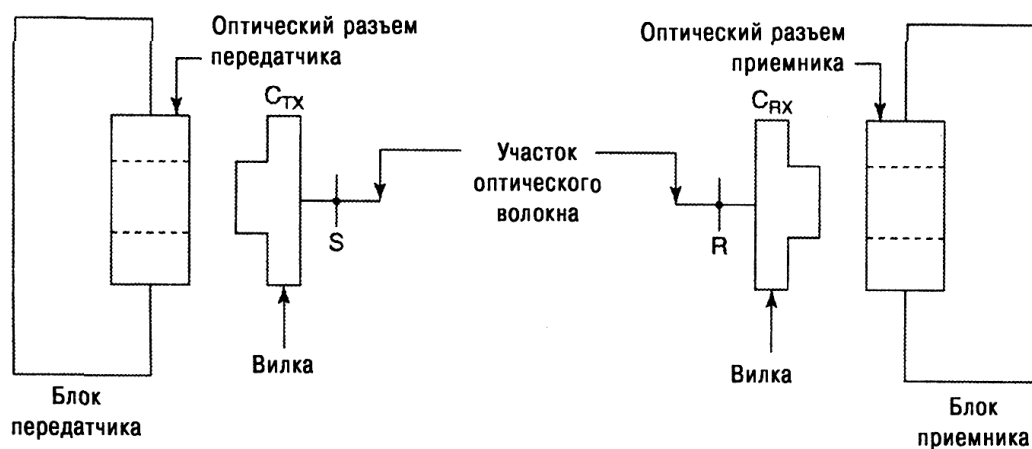 Оптический разъем
передатчика
Оптический разъем
приемника
C_TX
C_RX
Участок
оптического
волокна
S
R
Вилка
Вилка
Блок
передатчика
Блок
приемника